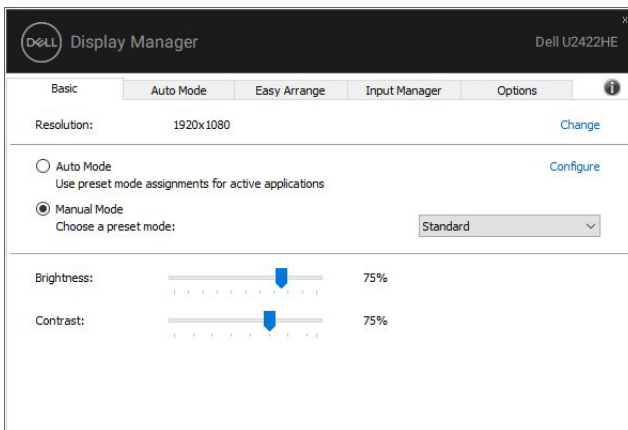 DELL Display Manager
Dell U2422HE
x
Basic Auto Mode Easy Arrange Input Manager Options i
Resolution: 1920x1080 Change
Auto Mode Configure
Use preset mode assignments for active applications
Manual Mode
Choose a preset mode: Standard
Brightness: 75%
Contrast: 75%